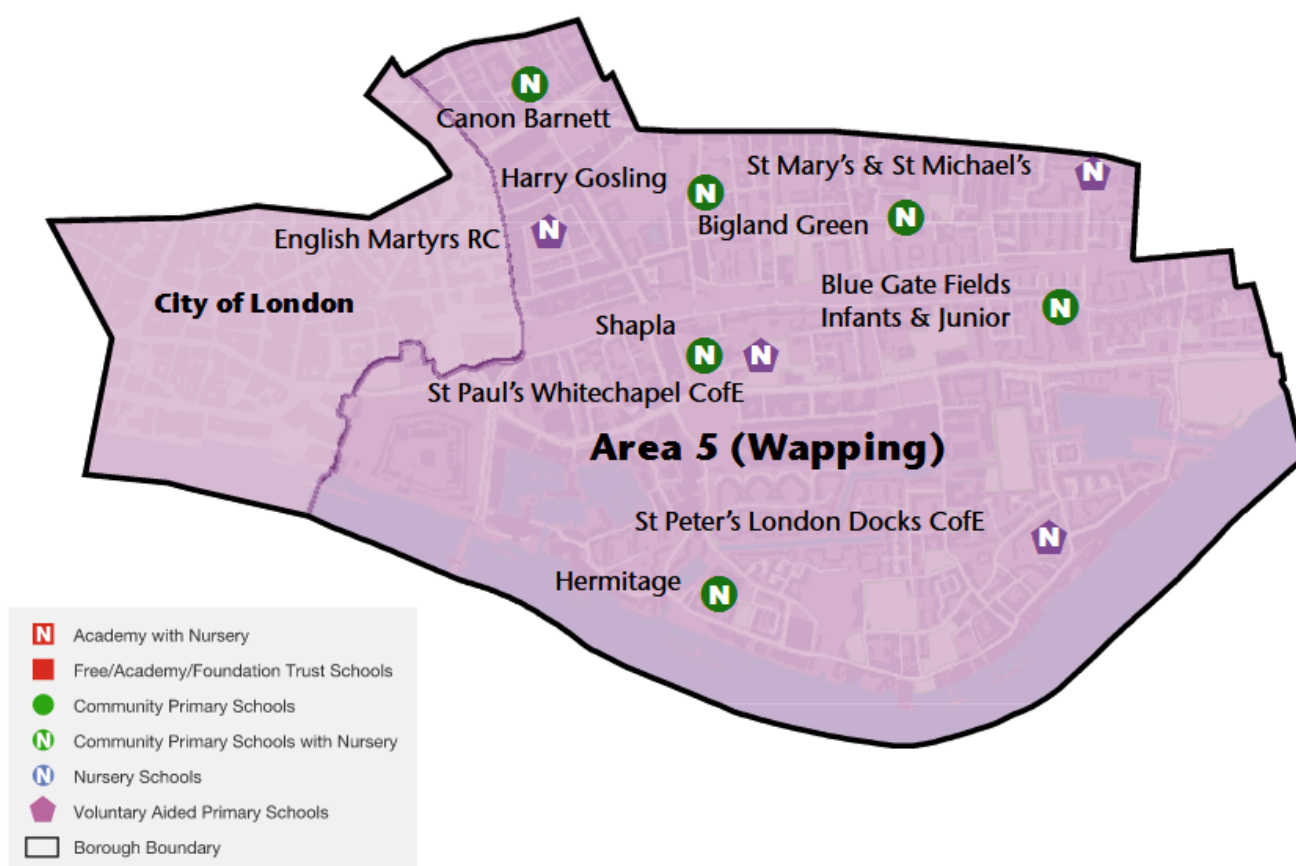 N
Canon Barnett
St Mary's & St Michael's
N
Harry Gosling
N
Bigland Green
N
English Martyrs RC
N
City of London
Blue Gate Fields
Infants & Junior
N
Shapla
N
N
St Paul's Whitechapel CofE
Area 5 (Wapping)
St Peter's London Docks CofE
N
Hermitage
N
N Academy with Nursery
Free/Academy/Foundation Trust Schools
Community Primary Schools
N Community Primary Schools with Nursery
N Nursery Schools
Voluntary Aided Primary Schools
Borough Boundary